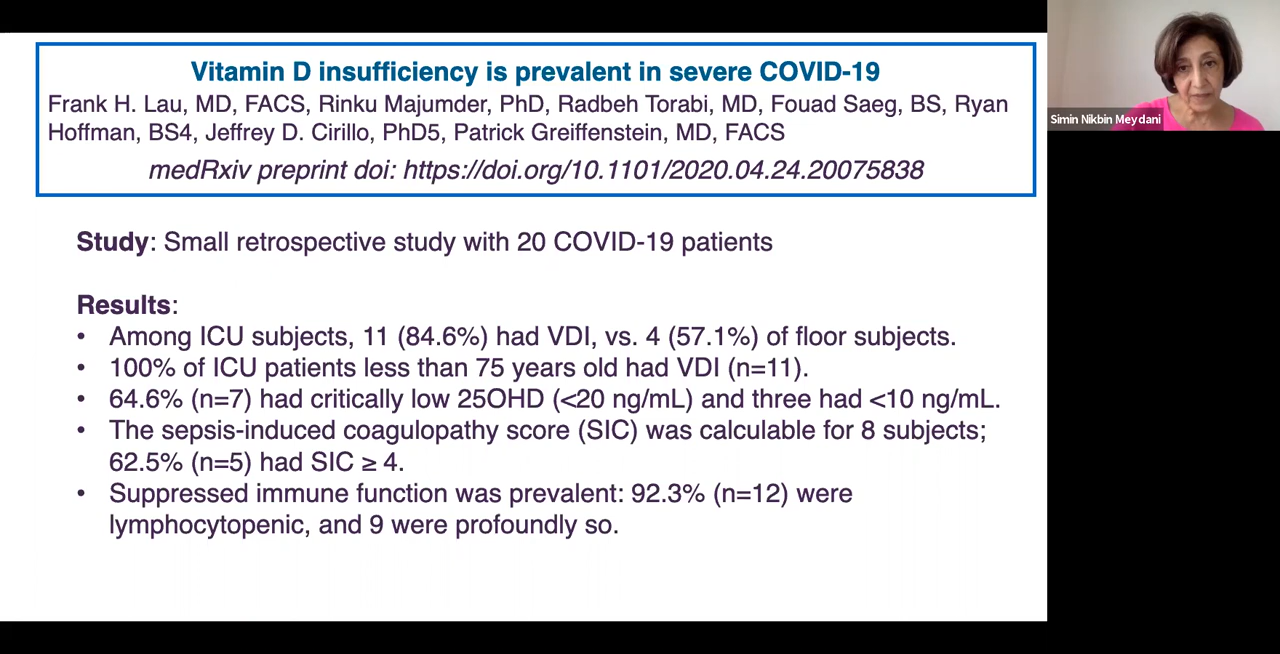 Vitamin D insufficiency is prevalent in severe COVID-19
Frank H. Lau, MD, FACS, Rinku Majumder, PhD, Radbeh Torabi, MD, Fouad Saeg, BS, Ryan
Hoffman, BS4, Jeffrey D. Cirillo, PhD5, Patrick Greiffenstein, MD, FACS
medRxiv preprint doi: https://doi.org/10.1101/2020.04.24.20075838
Simin Nikbin Meydani
Study: Small retrospective study with 20 COVID-19 patients
Results:
• Among ICU subjects, 11 (84.6%) had VDI, vs. 4 (57.1%) of floor subjects.
• 100% of ICU patients less than 75 years old had VDI (n=11).
• 64.6% (n=7) had critically low 25OHD (<20 ng/mL) and three had <10 ng/mL.
• The sepsis-induced coagulopathy score (SIC) was calculable for 8 subjects;
62.5% (n=5) had SIC ≥ 4.
• Suppressed immune function was prevalent: 92.3% (n=12) were
lymphocytopenic, and 9 were profoundly so.